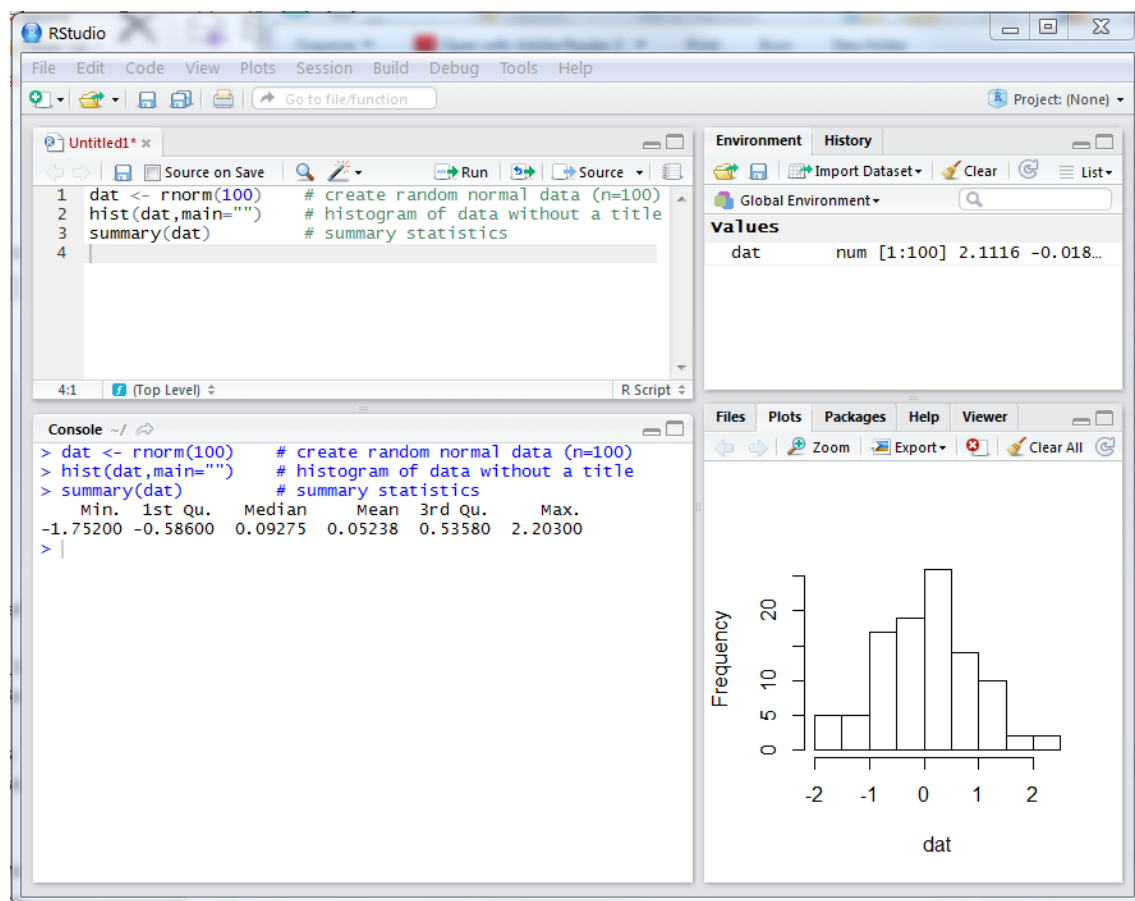 RStudio
File Edit Code View Plots Session Build Debug Tools Help
Go to file/function
Project: (None)
Untitled1*
Source on Save
Run
Source
1 dat <- rnorm(100) # create random normal data (n=100)
2 hist(dat,main="") # histogram of data without a title
3 summary(dat) # summary statistics
4
4:1 (Top Level) R Script
Console ~/
> dat <- rnorm(100) # create random normal data (n=100)
> hist(dat,main="") # histogram of data without a title
> summary(dat) # summary statistics
Min. 1st Qu. Median Mean 3rd Qu. Max.
-1.75200 -0.58600 0.09275 0.05238 0.53580 2.20300
>
Environment History
Import Dataset Clear List
Global Environment
Values
dat num [1:100] 2.1116 -0.018…
Files Plots Packages Help Viewer
Zoom Export Clear All
Frequency
20
10
5
0
-2 -1 0 1 2
dat